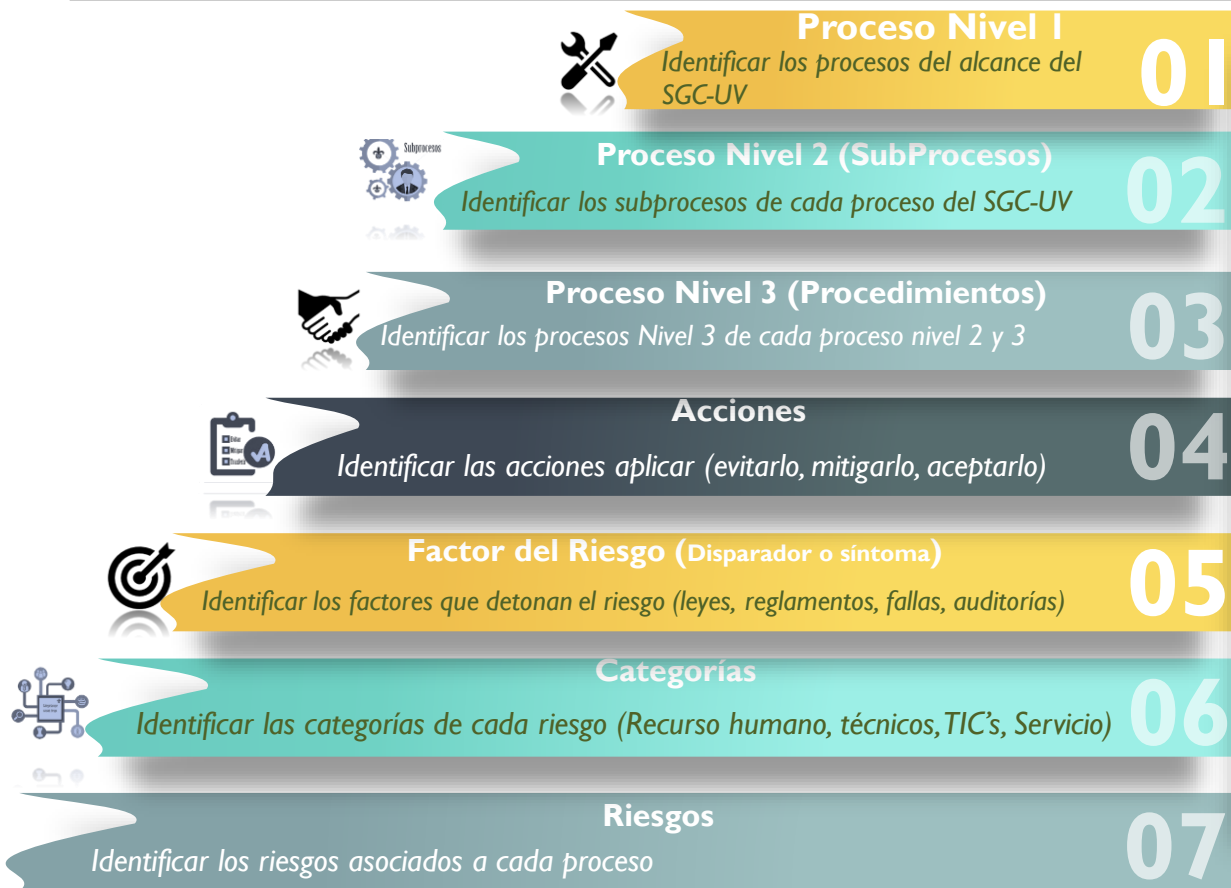 Proceso Nivel 1
Identificar los procesos del alcance del
SGC-UV
01
Subprocesos
Proceso Nivel 2 (SubProcesos)
Identificar los subprocesos de cada proceso del SGC-UV
02
Proceso Nivel 3 (Procedimientos)
Identificar los procesos Nivel 3 de cada proceso nivel 2 y 3
03
Acciones
Identificar las acciones aplicar (evitarlo, mitigarlo, aceptarlo)
04
A
Factor del Riesgo (Disparador o síntoma)
Identificar los factores que detonan el riesgo (leyes, reglamentos, fallas, auditorías)
05
Categorías
Identificar las categorías de cada riesgo (Recurso humano, técnicos, TIC's, Servicio)
06
Riesgos
Identificar los riesgos asociados a cada proceso
07